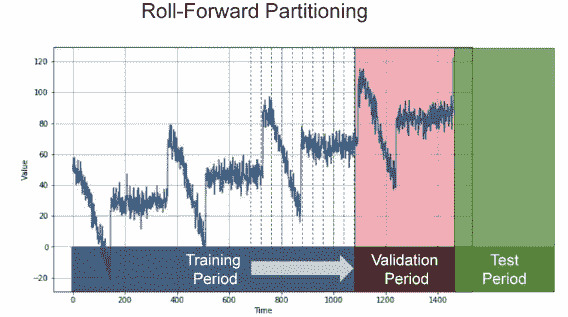 Roll-Forward Partitioning
120
100
80
60
40
20
0
-20
Value
Training
Period
Validation
Period
Test
Period
0
200
400
600
800
1000
1200
1400
Time